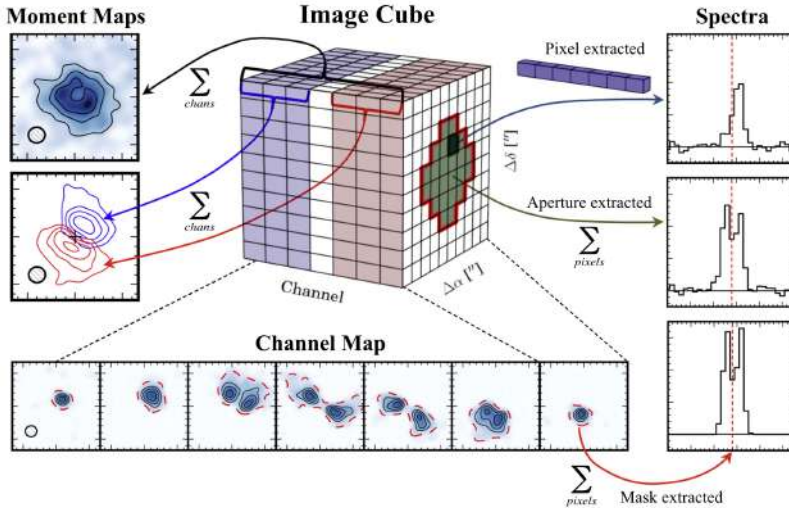 Moment Maps
Image Cube
Spectra
Pixel extracted
∑
chans
∑
chans
Δδ ["]
Aperture extracted
∑
pixels
Channel
Δα ["]
Channel Map
∑
pixels
Mask extracted